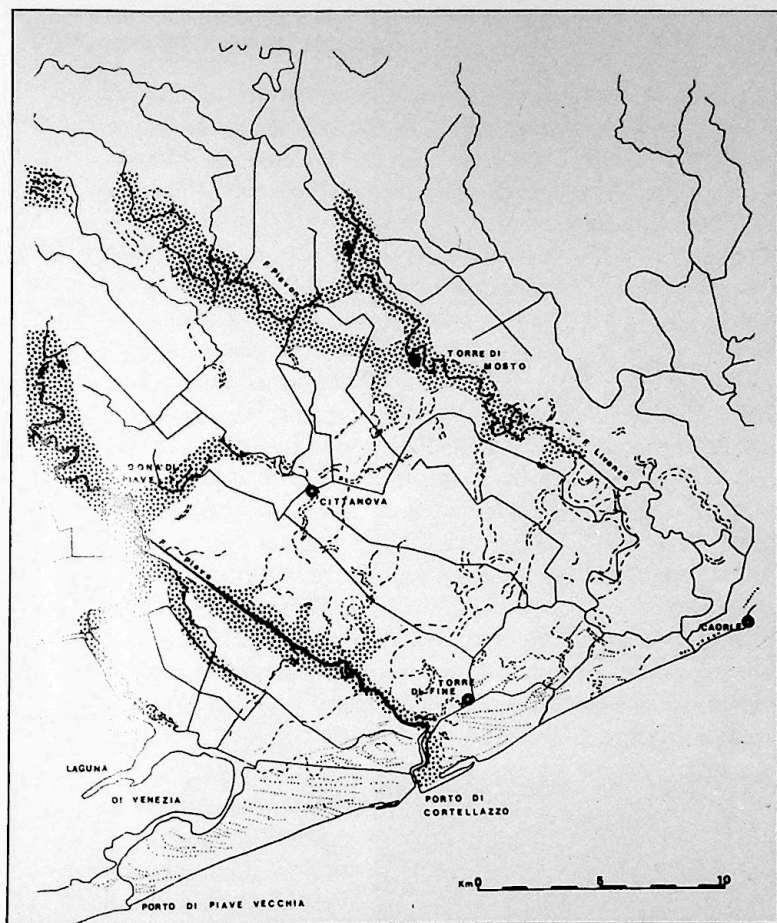 F. Piavon
TORRE DI
MOSTO
F. Livenza
S. DONA' DI
PIAVE
CITTANOVA
F. Piave
CAORLE
TORRE
DI FINE
LAGUNA
DI VENEZIA
PORTO DI
CORTELLAZZO
Km 0 5 10
PORTO DI PIAVE VECCHIA